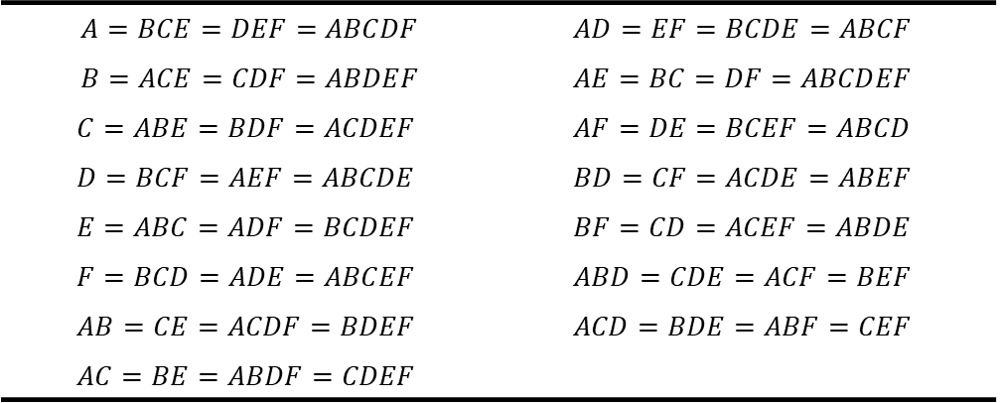 A = BCE = DEF = ABCDF
B = ACE = CDF = ABDEF
C = ABE = BDF = ACDEF
D = BCF = AEF = ABCDE
E = ABC = ADF = BCDEF
F = BCD = ADE = ABCEF
AB = CE = ACDF = BDEF
AC = BE = ABDF = CDEF
AD = EF = BCDE = ABCF
AE = BC = DF = ABCDEF
AF = DE = BCEF = ABCD
BD = CF = ACDE = ABEF
BF = CD = ACEF = ABDE
ABD = CDE = ACF = BEF
ACD = BDE = ABF = CEF